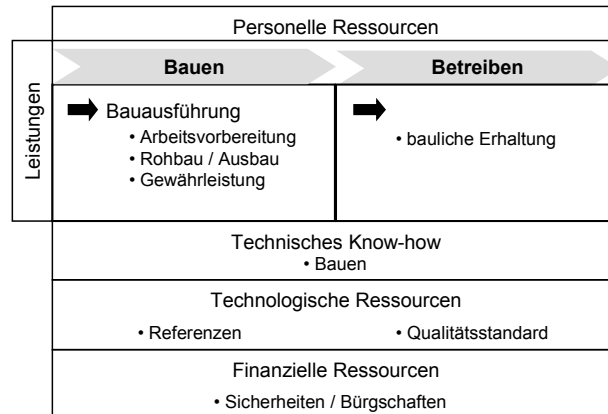 Personelle Ressourcen
Leistungen
Bauen
Betreiben
Bauausführung
• Arbeitsvorbereitung
• Rohbau / Ausbau
• Gewährleistung
• bauliche Erhaltung
Technisches Know-how
• Bauen
Technologische Ressourcen
• Referenzen
• Qualitätsstandard
Finanzielle Ressourcen
• Sicherheiten / Bürgschaften